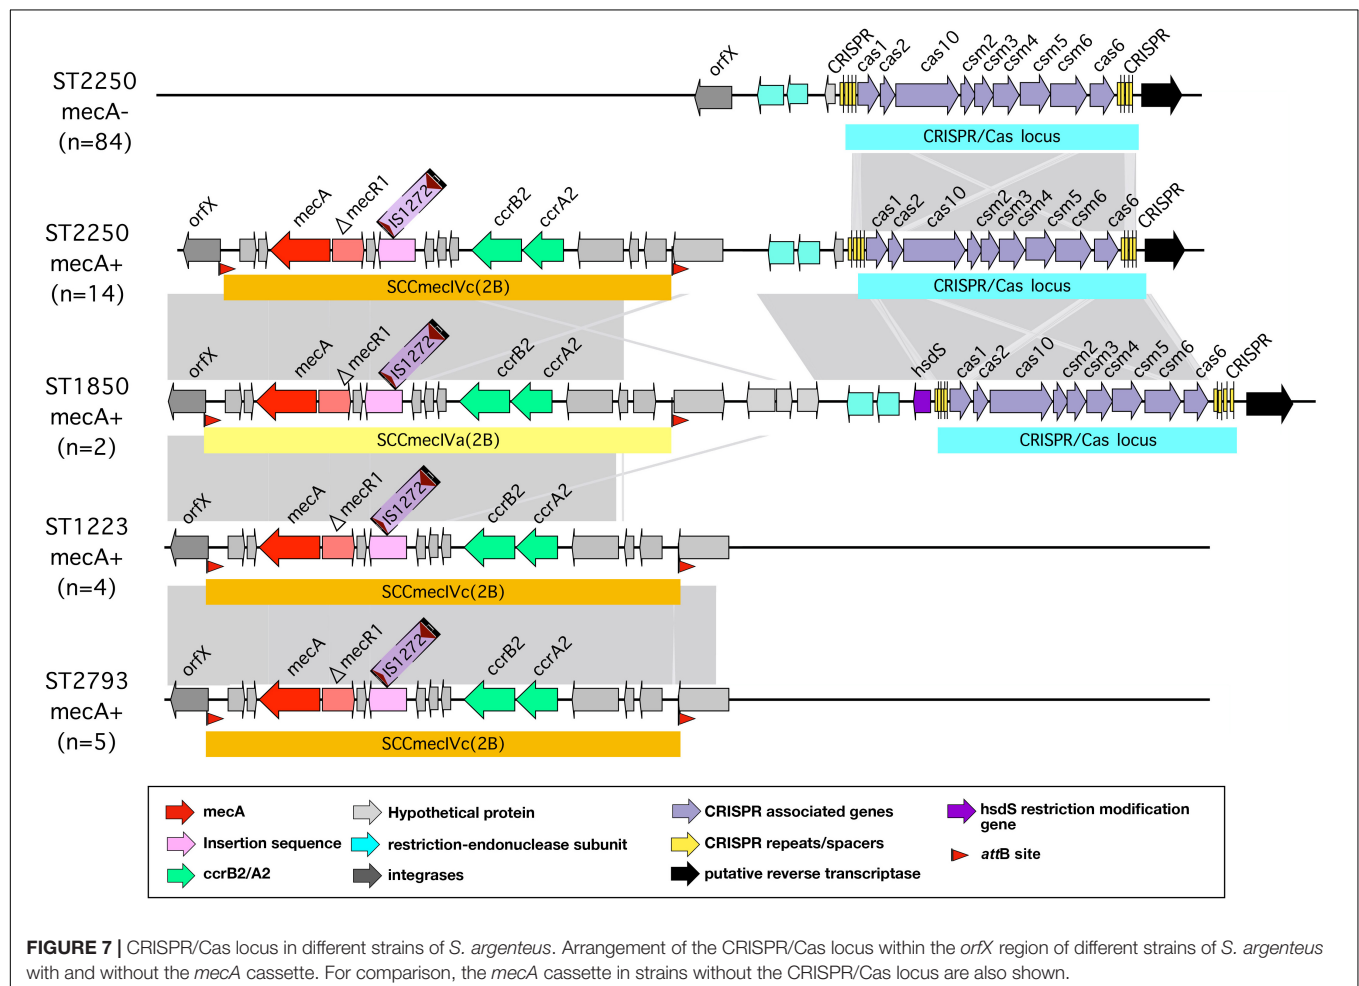 ST2250
mecA-
(n=84)
orfX
CRISPR
cas1
cas2
cas10
csm2
csm3
csm4
csm5
csm6
cas6
CRISPR
CRISPR/Cas locus
ST2250
mecA+
(n=14)
orfX
mecA
△mecR1
IS1272
ccrB2
ccrA2
cas1
cas2
cas10
csm2
csm3
csm4
csm5
csm6
cas6
CRISPR
SCCmecIVc(2B)
CRISPR/Cas locus
ST1850
mecA+
(n=2)
orfX
mecA
△mecR1
IS1272
ccrB2
ccrA2
hsdS
cas1
cas2
cas10
csm2
csm3
csm4
csm5
csm6
cas6
CRISPR
SCCmecIVa(2B)
CRISPR/Cas locus
ST1223
mecA+
(n=4)
orfX
mecA
△mecR1
IS1272
ccrB2
ccrA2
SCCmecIVc(2B)
ST2793
mecA+
(n=5)
orfX
mecA
△mecR1
IS1272
ccrB2
ccrA2
SCCmecIVc(2B)
mecA
Insertion sequence
ccrB2/A2
Hypothetical protein
restriction-endonuclease subunit
integrases
CRISPR associated genes
CRISPR repeats/spacers
putative reverse transcriptase
hsdS restriction modification
gene
attB site
FIGURE 7 | CRISPR/Cas locus in different strains of S. argenteus. Arrangement of the CRISPR/Cas locus within the orfX region of different strains of S. argenteus
with and without the mecA cassette. For comparison, the mecA cassette in strains without the CRISPR/Cas locus are also shown.